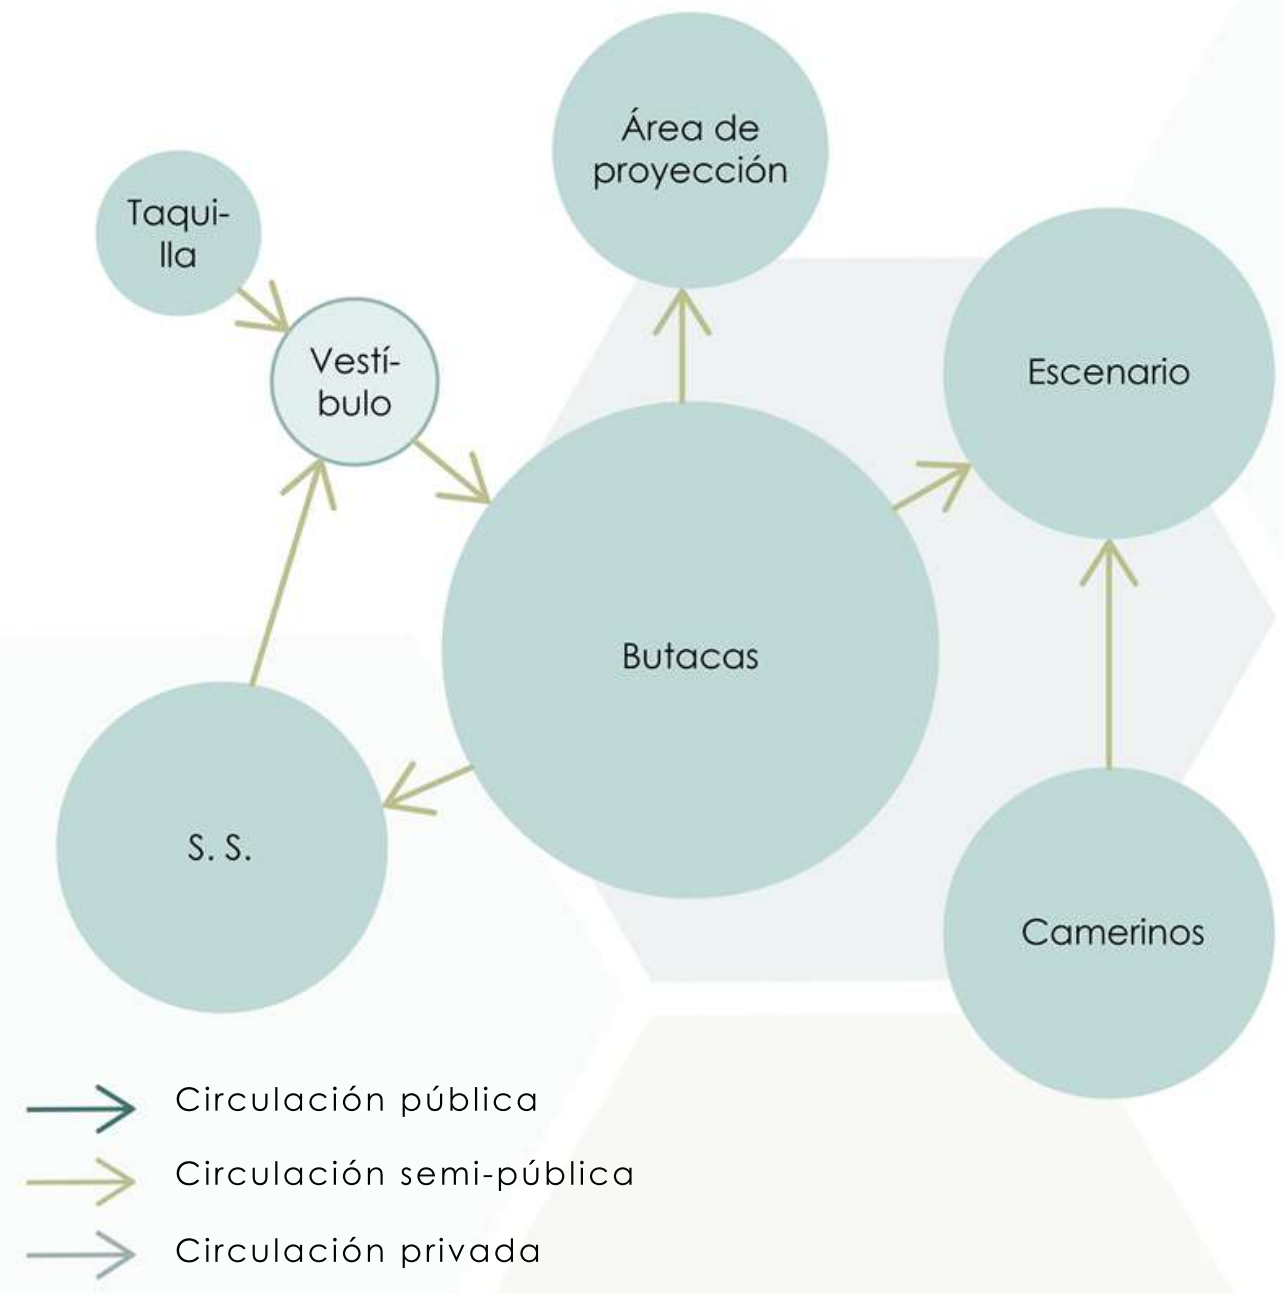 Área de
proyección
Taqui-
lla
Vestí-
bulo
Escenario
Butacas
S. S.
Camerinos
Circulación pública
Circulación semi-pública
Circulación privada